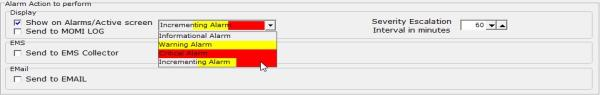 Alarm Action to perform
Display
Show on Alarms/Active screen
Incrementing Alarm
Severity Escalation
Interval in minutes
60
Send to MOMI LOG
Informational Alarm
Warning Alarm
Critical Alarm
Incrementing Alarm
EMS
Send to EMS Collector
EMail
Send to EMAIL